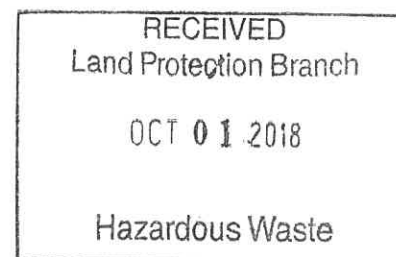 RECEIVED
Land Protection Branch
OCT 01 2018
Hazardous Waste